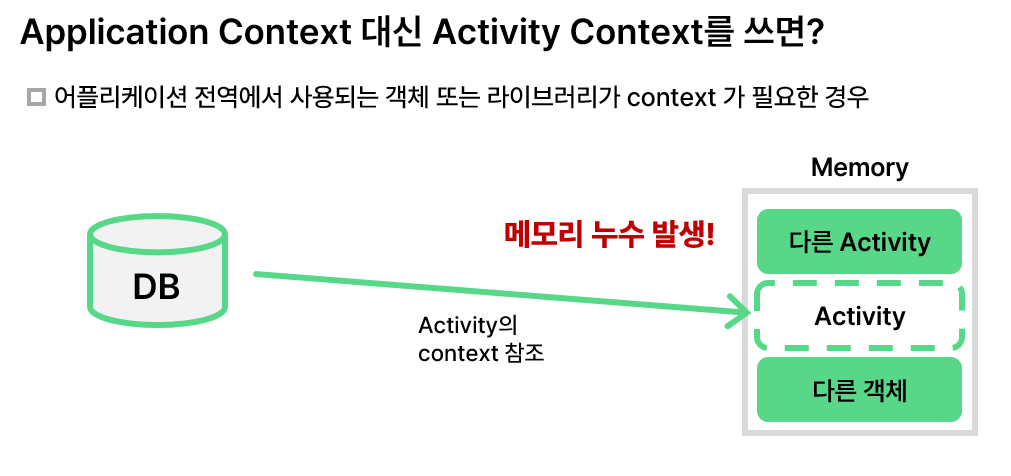 Application Context 대신 Activity Context를 쓰면?
어플리케이션 전역에서 사용되는 객체 또는 라이브러리가 context 가 필요한 경우
Memory
메모리 누수 발생!
다른 Activity
DB
Activity
Activity의
context 참조
다른 객체